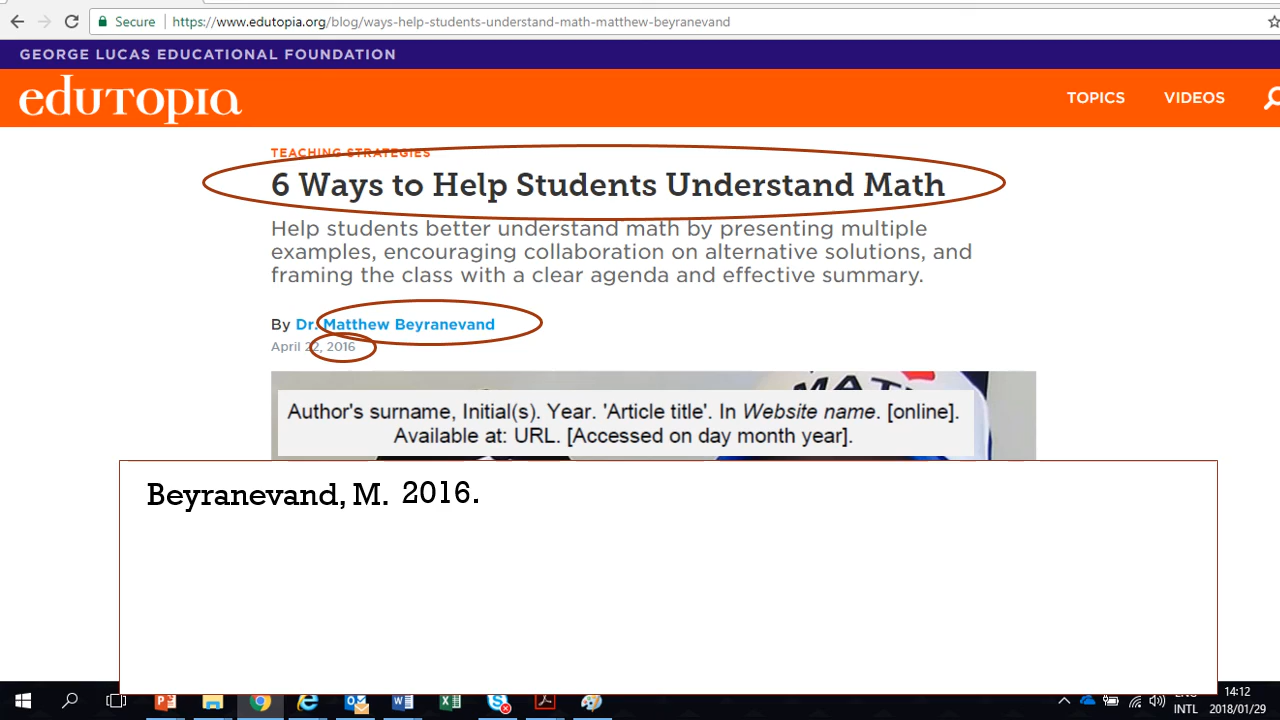 Secure https://www.edutopia.org/blog/ways-help-students-understand-math-matthew-beyranevand
GEORGE LUCAS EDUCATIONAL FOUNDATION
edutopia
TOPICS VIDEOS
TEACHING STRATEGIES
6 Ways to Help Students Understand Math
Help students better understand math by presenting multiple
examples, encouraging collaboration on alternative solutions, and
framing the class with a clear agenda and effective summary.
By Dr. Matthew Beyranevand
April 22, 2016
MAT
Author's surname, Initial(s). Year. 'Article title'. In Website name. [online].
Available at: URL. [Accessed on day month year].
Beyranevand, M. 2016.
14:12
INTL 2018/01/29